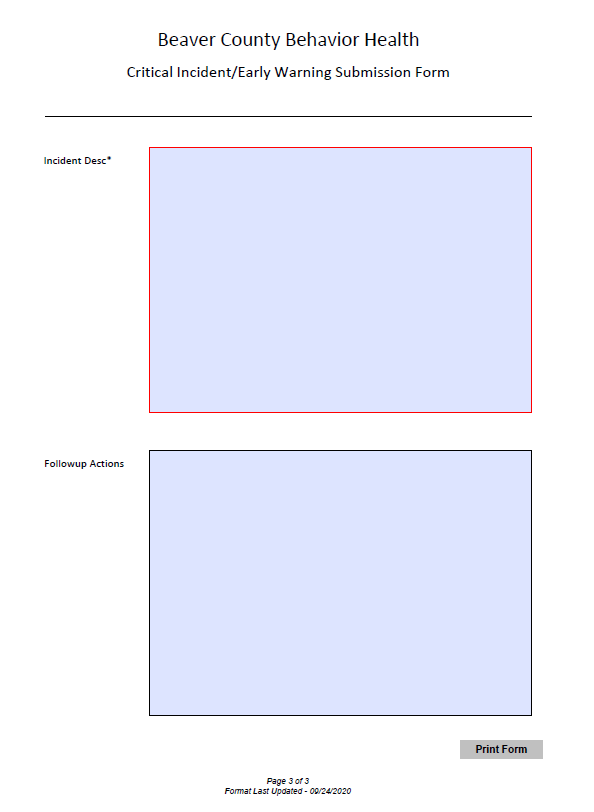 Beaver County Behavior Health
Critical Incident/Early Warning Submission Form
Incident Desc*
Followup Actions
Print Form
Page 3 of 3
Format Last Updated - 09/24/2020